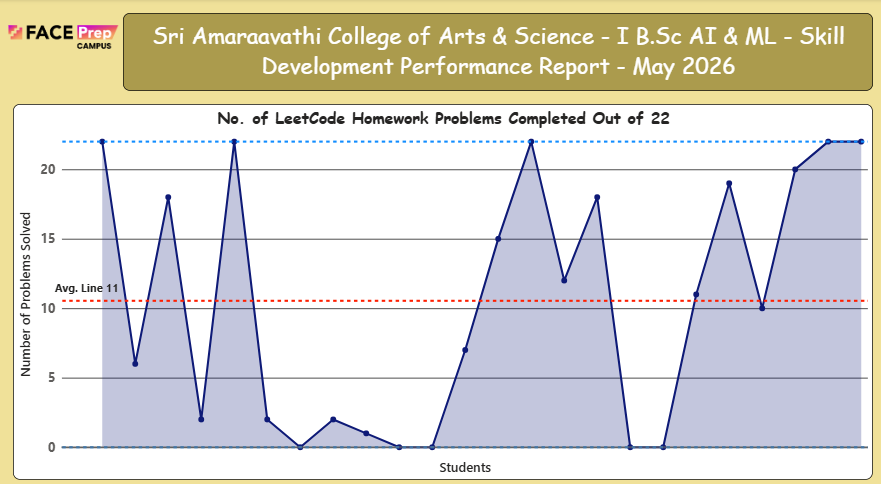 FACE Prep
CAMPUS
Sri Amaraavathi College of Arts & Science - I B.Sc AI & ML - Skill
Development Performance Report - May 2026
No. of LeetCode Homework Problems Completed Out of 22
Number of Problems Solved
20
15
Avg. Line 11
10
5
0
Students